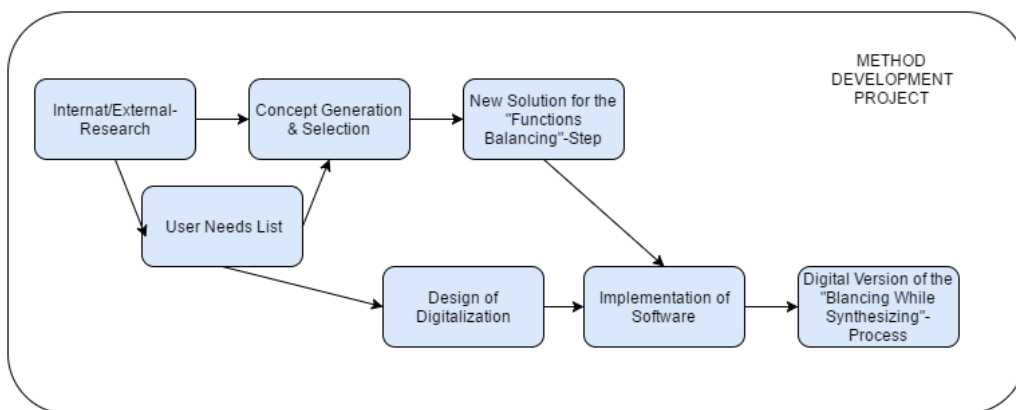 METHOD
DEVELOPMENT
PROJECT
Internat/External-
Research
Concept Generation
& Selection
New Solution for the
"Functions
Balancing"-Step
User Needs List
Design of
Digitalization
Implementation of
Software
Digital Version of the
"Blancing While
Synthesizing"-
Process